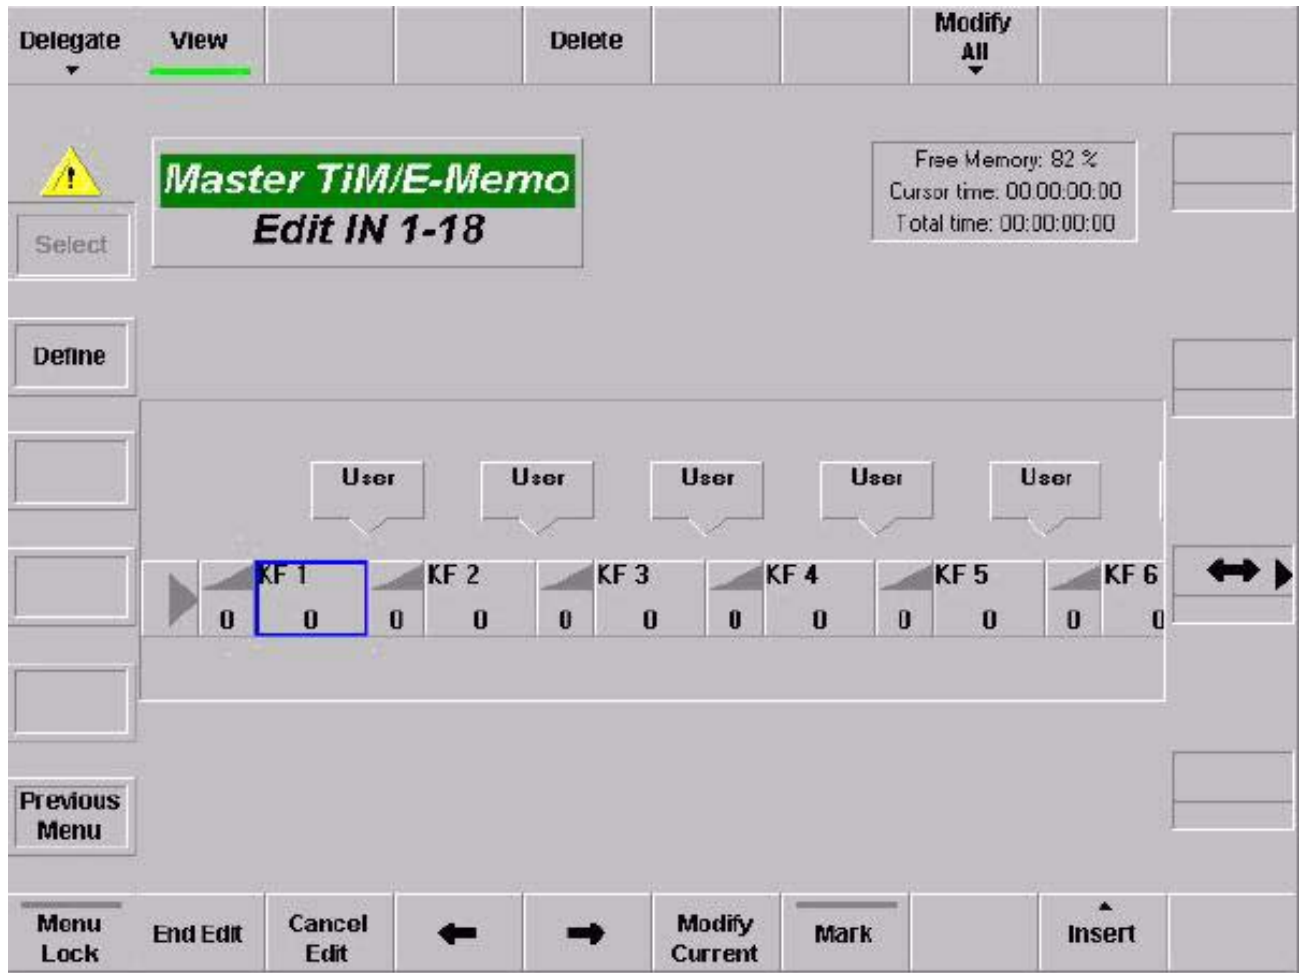 Delegate
View
Delete
Modify
All
Master TiM/E-Memo
Edit IN 1-18
Free Memory: 82 %
Cursor time: 00:00:00:00
Total time: 00:00:00:00
Select
Define
User User User User User
KF 1 KF 2 KF 3 KF 4 KF 5 KF 6
0 0 0 0 0 0 0 0 0 0 0 0
Previous
Menu
Menu
Lock
End Edit
Cancel
Edit
Modify
Current
Mark
Insert